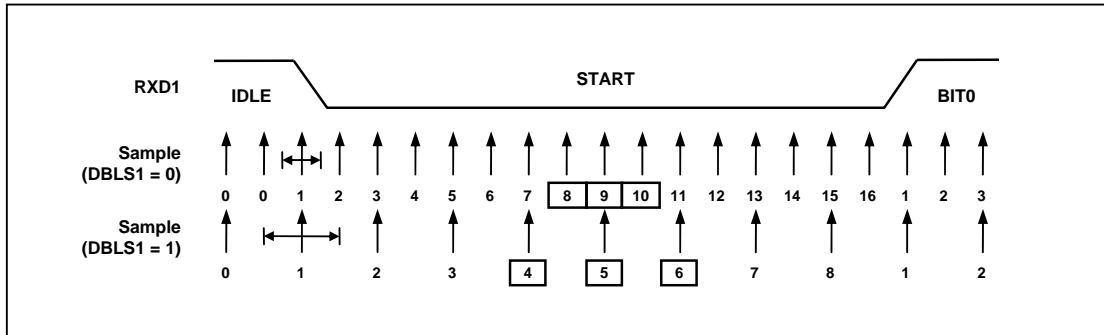 RXD1
IDLE
START
BIT0
Sample
(DBLS1 = 0)
0 0 1 2 3 4 5 6 7 8 9 10 11 12 13 14 15 16 1 2 3
Sample
(DBLS1 = 1)
0 1 2 3 4 5 6 7 8 1 2